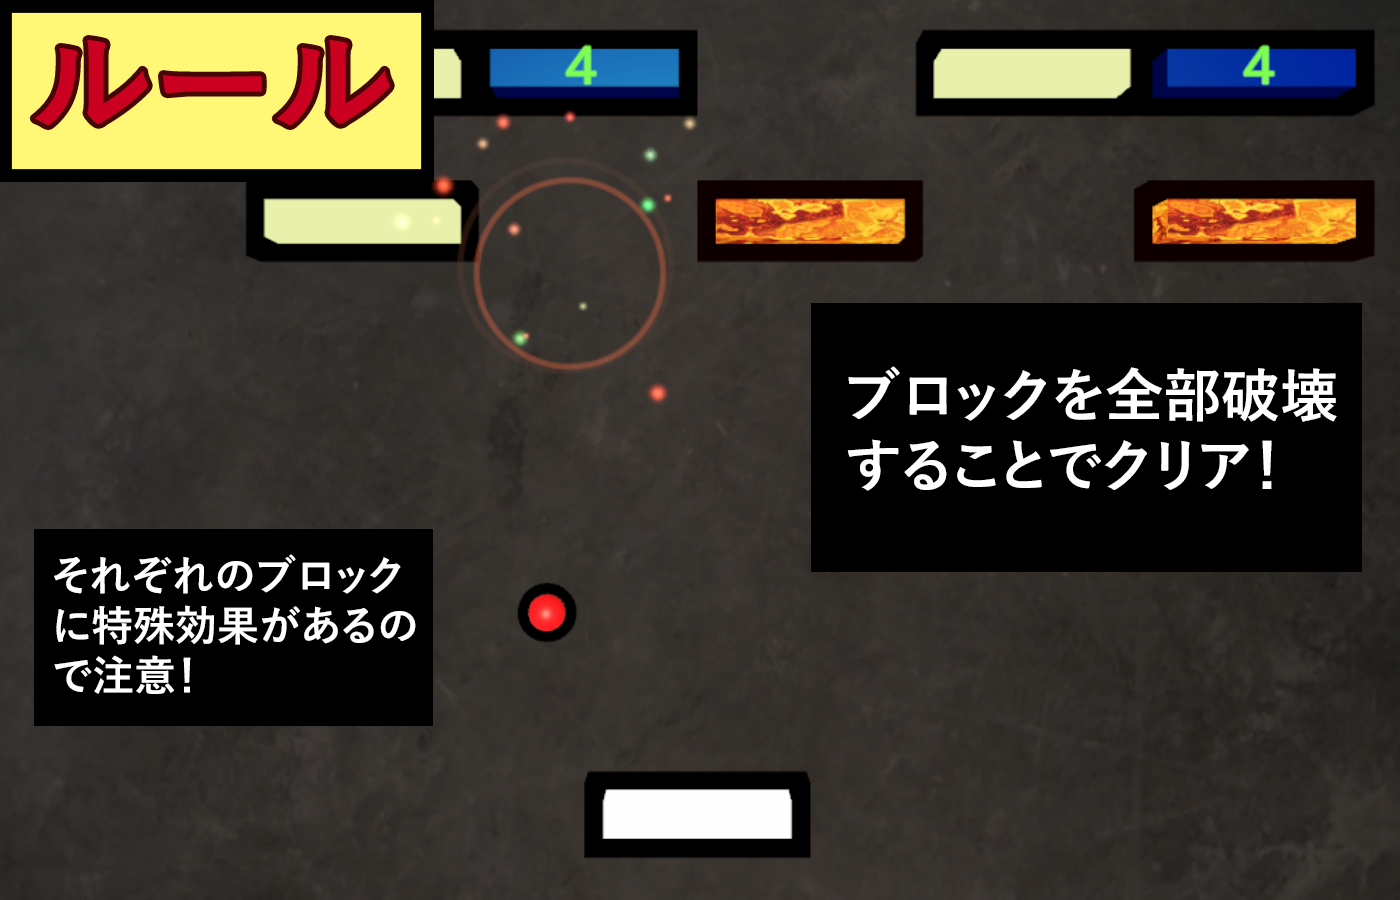 ルール
4
4
ブロックを全部破壊
することでクリア！
それぞれのブロック
に特殊効果があるの
で注意！